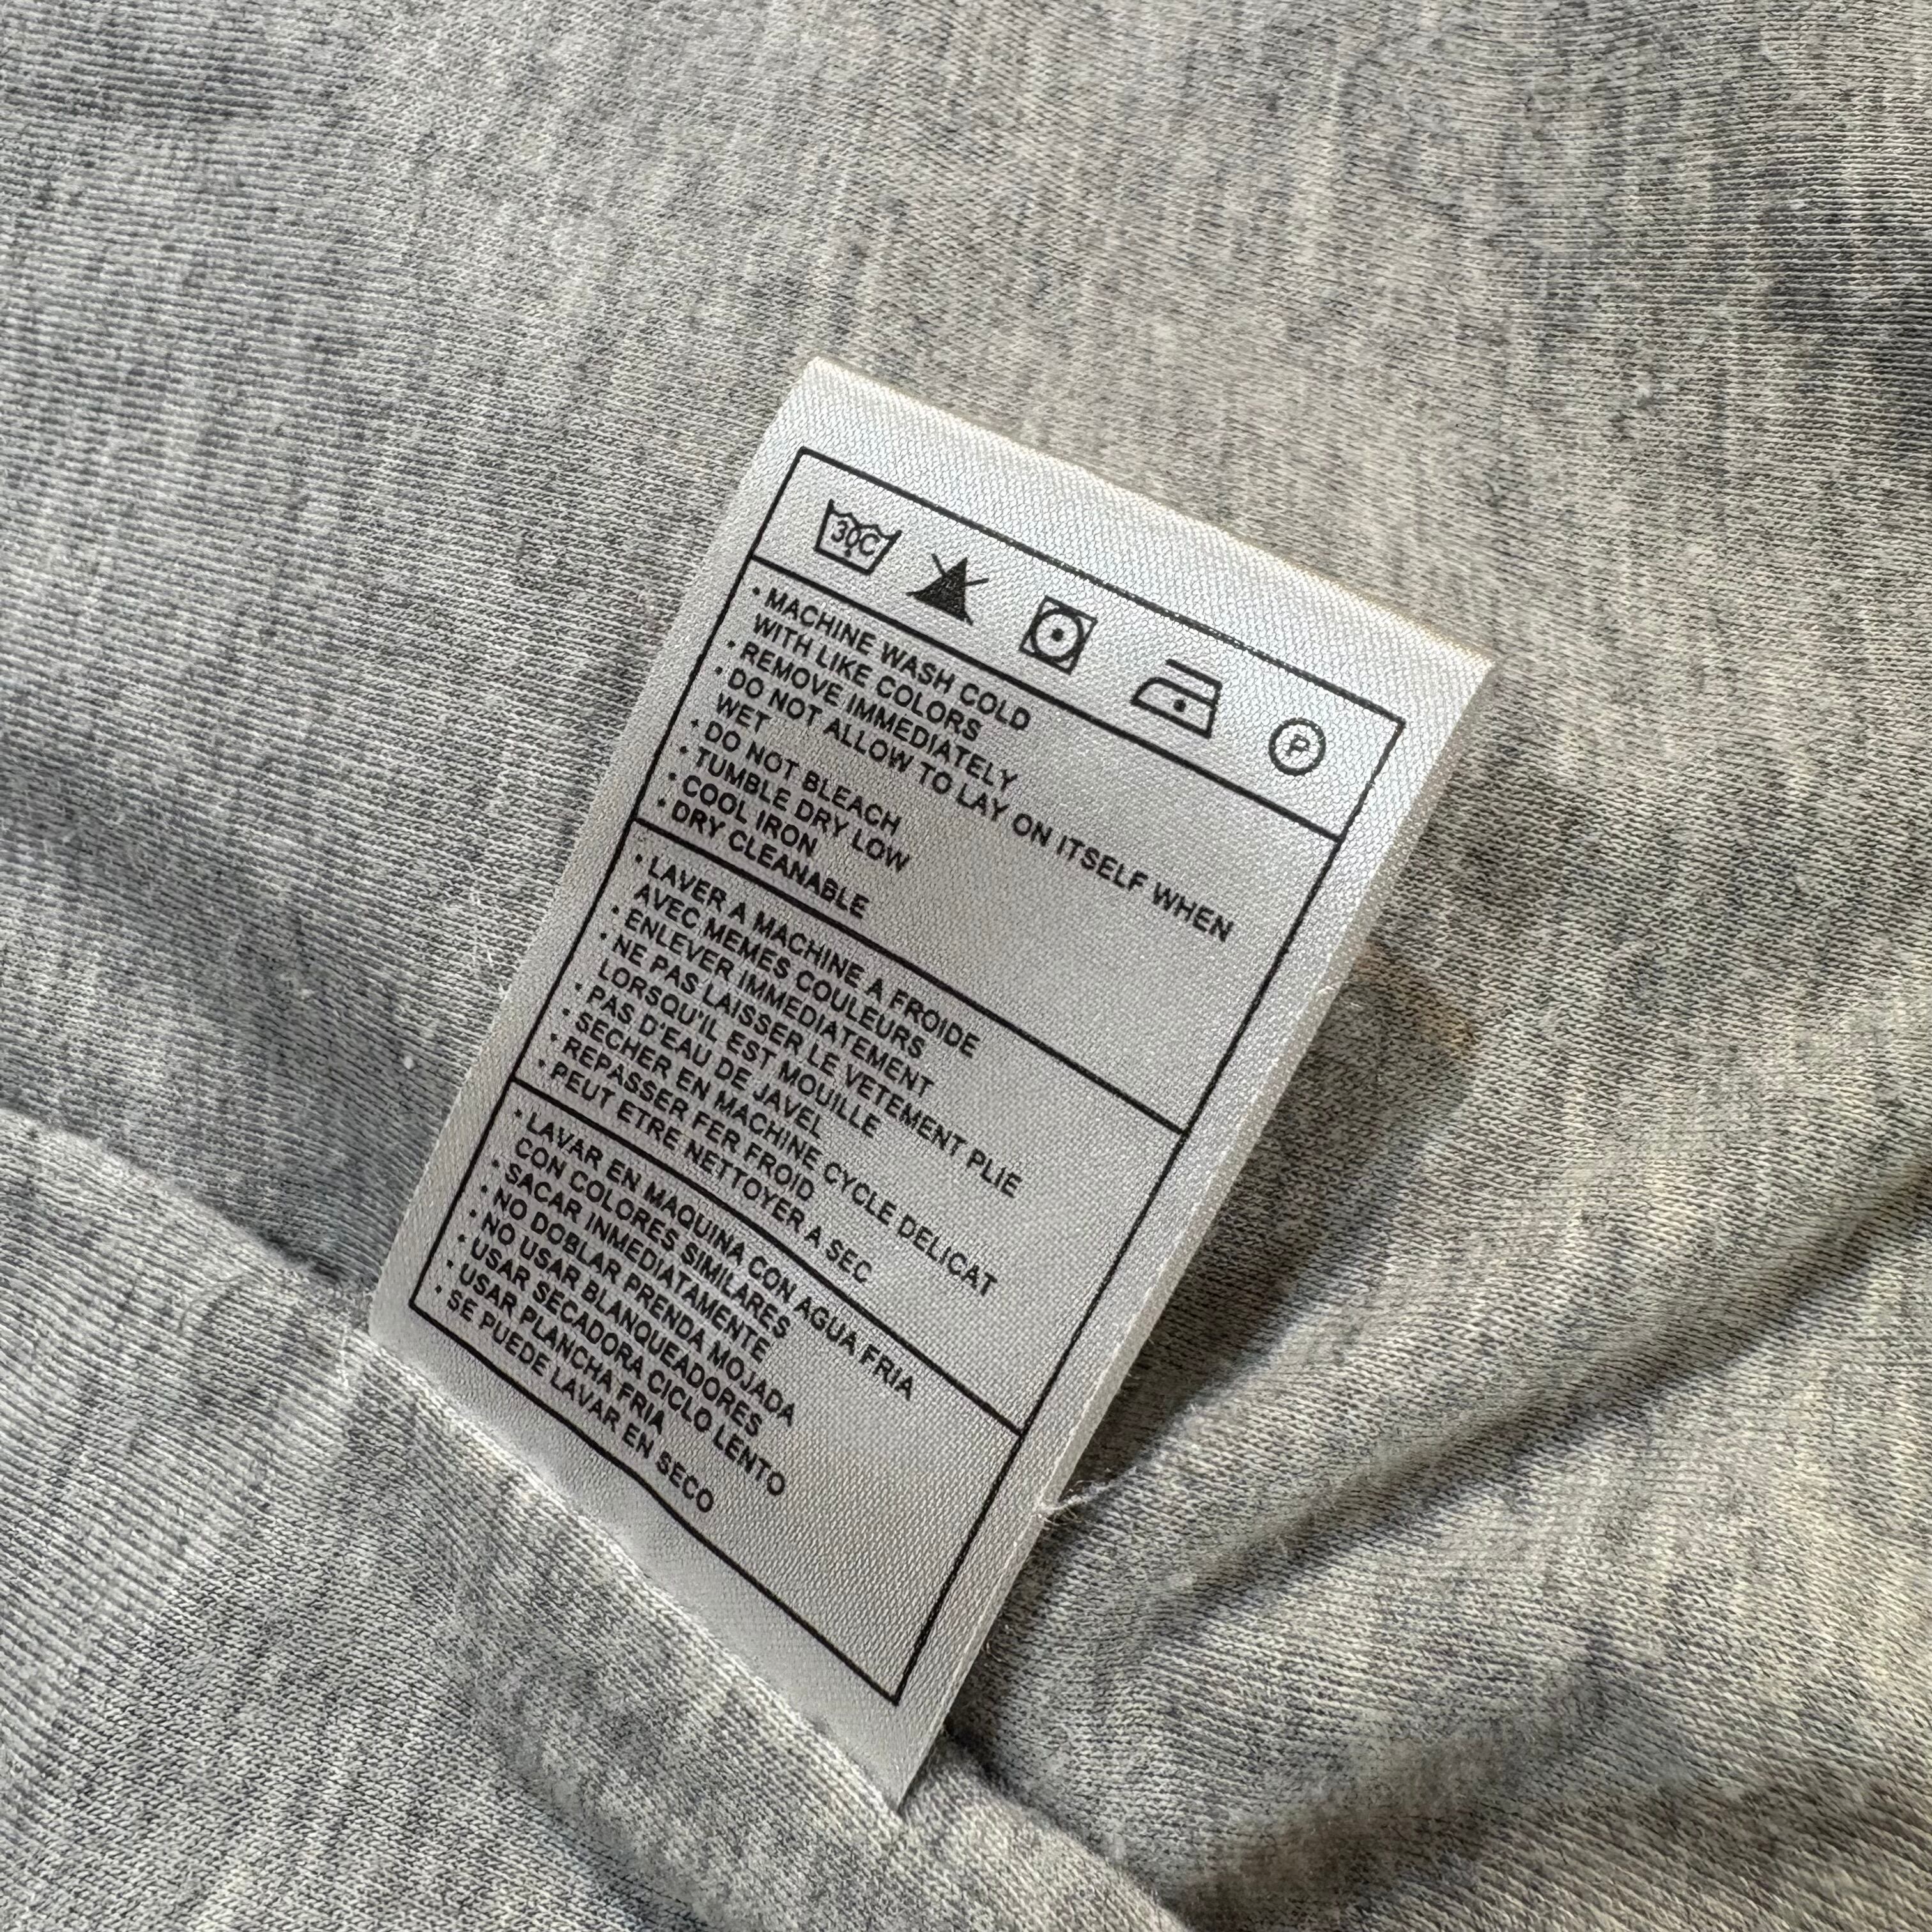 30C
P
• MACHINE WASH COLD
WITH LIKE COLORS
• REMOVE IMMEDIATELY
• DO NOT ALLOW TO LAY ON ITSELF WHEN
WET
• DO NOT BLEACH
• TUMBLE DRY LOW
• COOL IRON
• DRY CLEANABLE
• LAVER A MACHINE A FROIDE
AVEC MEMES COULEURS
• ENLEVER IMMEDIATEMENT
• NE PAS LAISSER LE VETEMENT PLIE
LORSQU'IL EST MOUILLE
• PAS D'EAU DE JAVEL
• SECHER EN MACHINE CYCLE DELICAT
• REPASSER FER FROID
• PEUT ETRE NETTOYER A SEC
• LAVAR EN MAQUINA CON AGUA FRIA
CON COLORES SIMILARES
• SACAR INMEDIATAMENTE
• NO DOBLAR PRENDA MOJADA
• NO USAR BLANQUEADORES
• USAR SECADORA CICLO LENTO
• USAR PLANCHA FRIA
• SE PUEDE LAVAR EN SECO